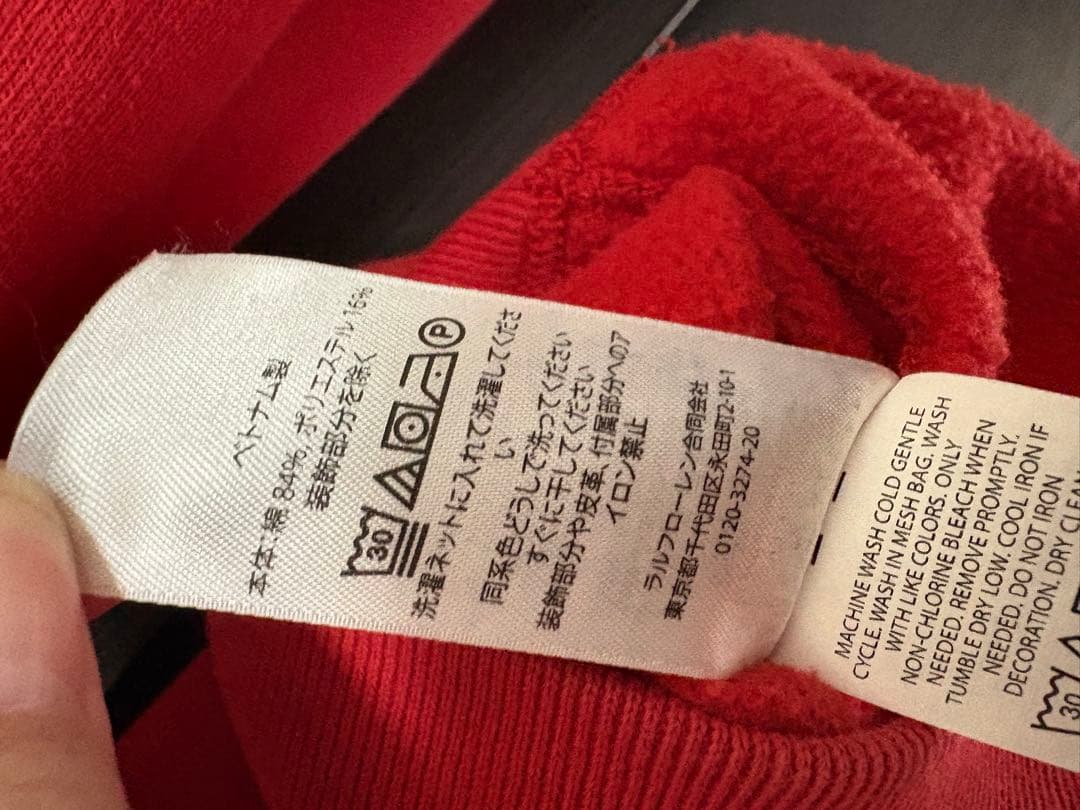 ベトナム製
本体:綿 84%, ポリエステル 16%
装飾部分を除く
30
P
洗濯ネットに入れて洗濯してくださ
い
同系色どうしで洗ってください
すぐに干してください
装飾部分や皮革、付属部分へのア
イロン禁止
ラルフローレン合同会社
東京都千代田区永田町2-10-1
0120-3274-20
MACHINE WASH COLD GENTLE
CYCLE. WASH IN MESH BAG. WASH
WITH LIKE COLORS. ONLY
NON-CHLORINE BLEACH WHEN
NEEDED. REMOVE PROMPTLY.
TUMBLE DRY LOW. COOL IRON IF
NEEDED. DO NOT IRON
DECORATION. DRY CLEAN
30